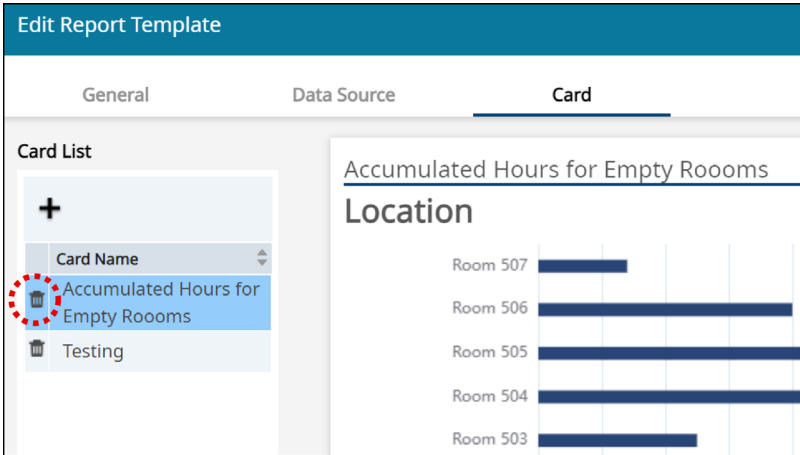 Edit Report Template
General
Data Source
Card
Card List
Card Name
Accumulated Hours for
Empty Roooms
Testing
Accumulated Hours for Empty Roooms
Location
Room 507
Room 506
Room 505
Room 504
Room 503